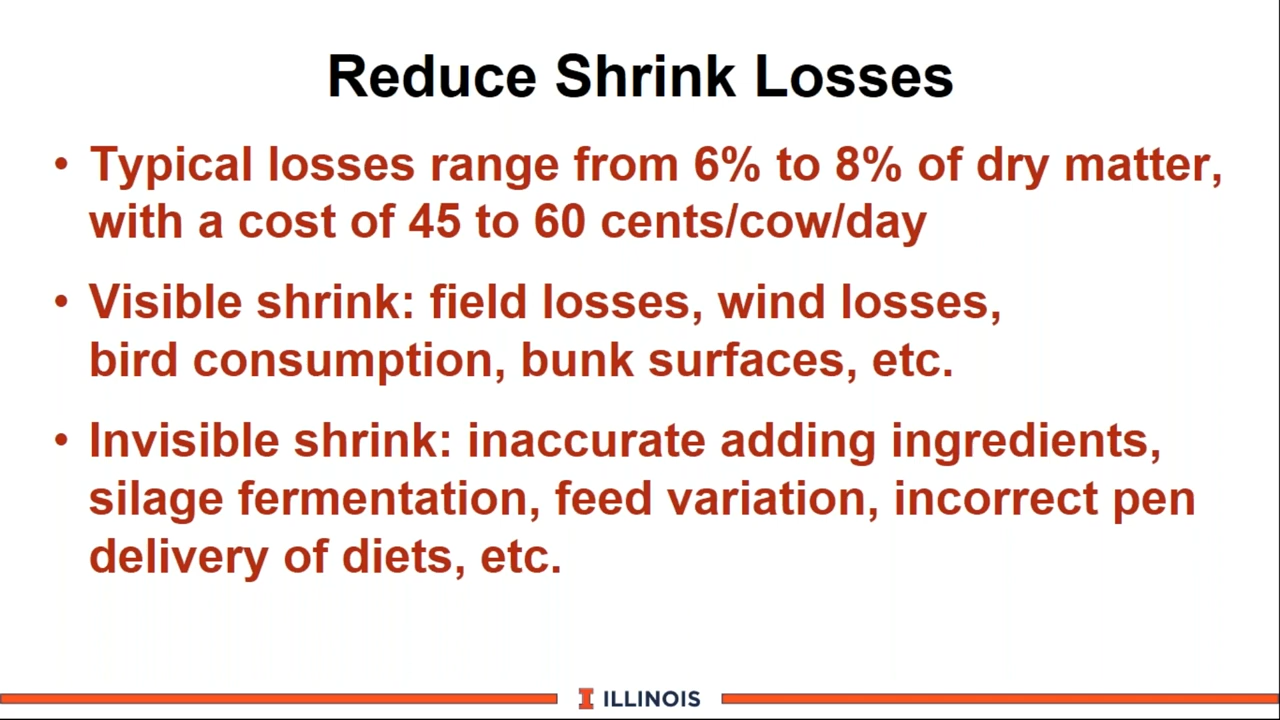 Reduce Shrink Losses
• Typical losses range from 6% to 8% of dry matter,
with a cost of 45 to 60 cents/cow/day
• Visible shrink: field losses, wind losses,
bird consumption, bunk surfaces, etc.
• Invisible shrink: inaccurate adding ingredients,
silage fermentation, feed variation, incorrect pen
delivery of diets, etc.
I ILLINOIS